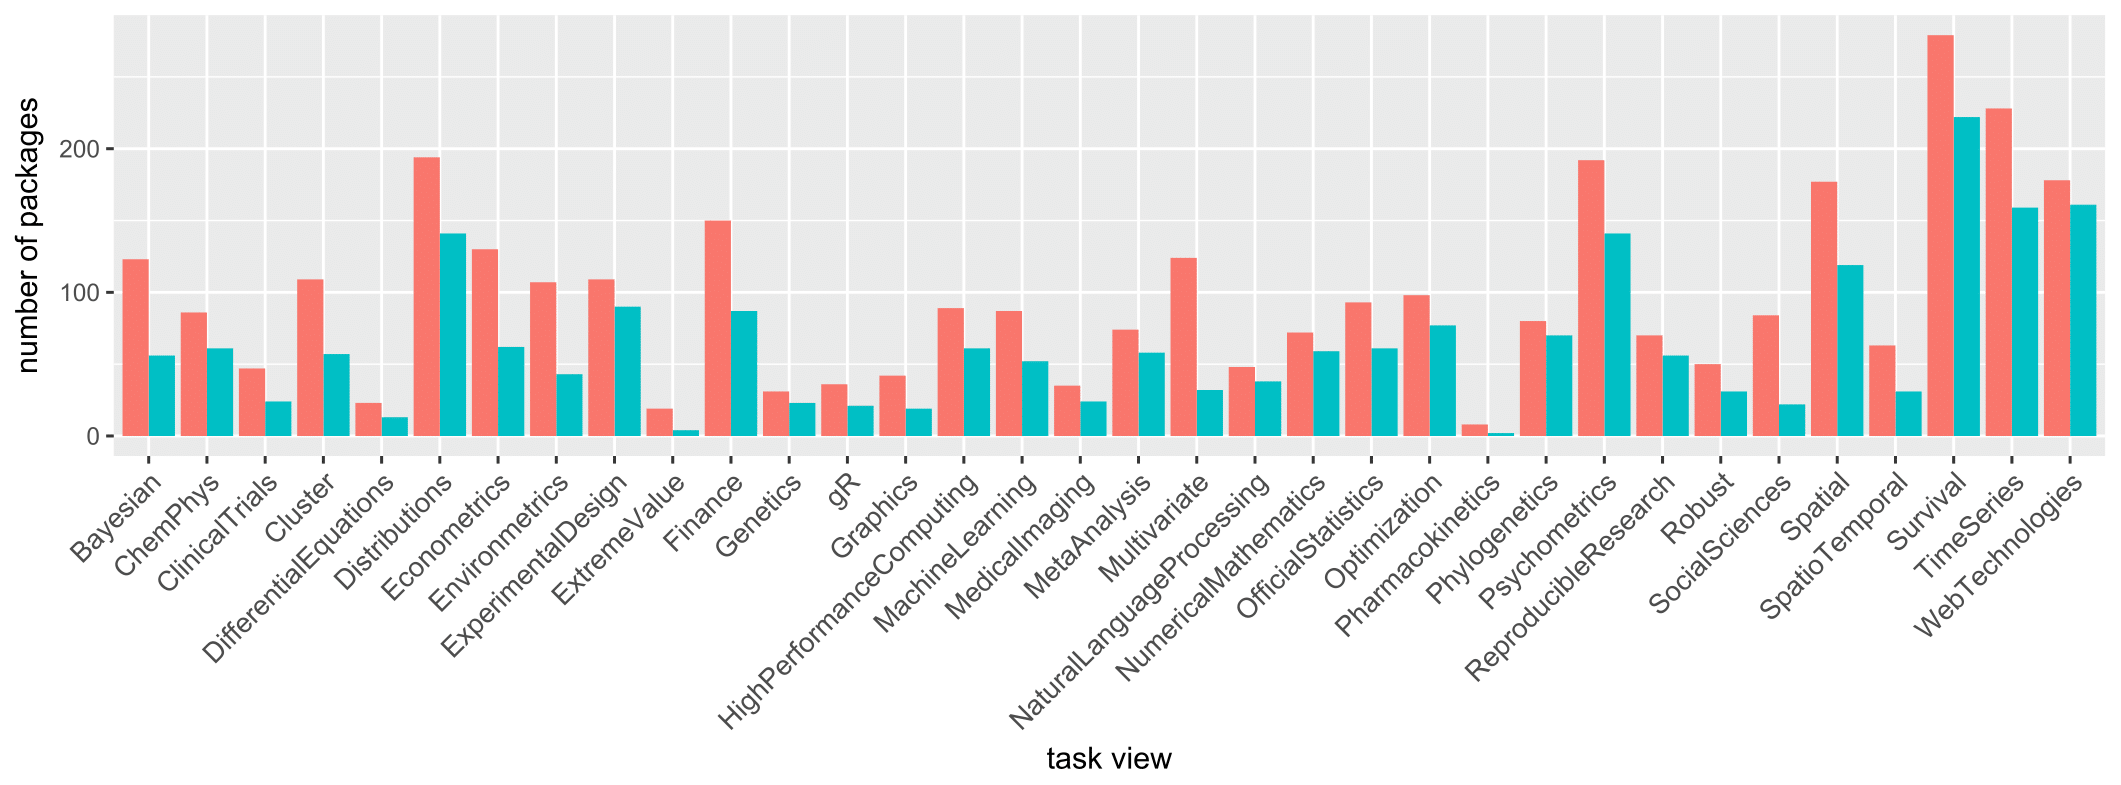 number of packages
200
100
0
Bayesian
ChemPhys
ClinicalTrials
Cluster
DifferentialEquations
Distributions
Econometrics
Environmetrics
ExperimentalDesign
ExtremeValue
Finance
Genetics
gR
Graphics
HighPerformanceComputing
MachineLearning
MedicalImaging
MetaAnalysis
Multivariate
NaturalLanguageProcessing
NumericalMathematics
OfficialStatistics
Optimization
Pharmacokinetics
Phylogenetics
Psychometrics
ReproducibleResearch
Robust
SocialSciences
Spatial
SpatioTemporal
Survival
TimeSeries
WebTechnologies
task view